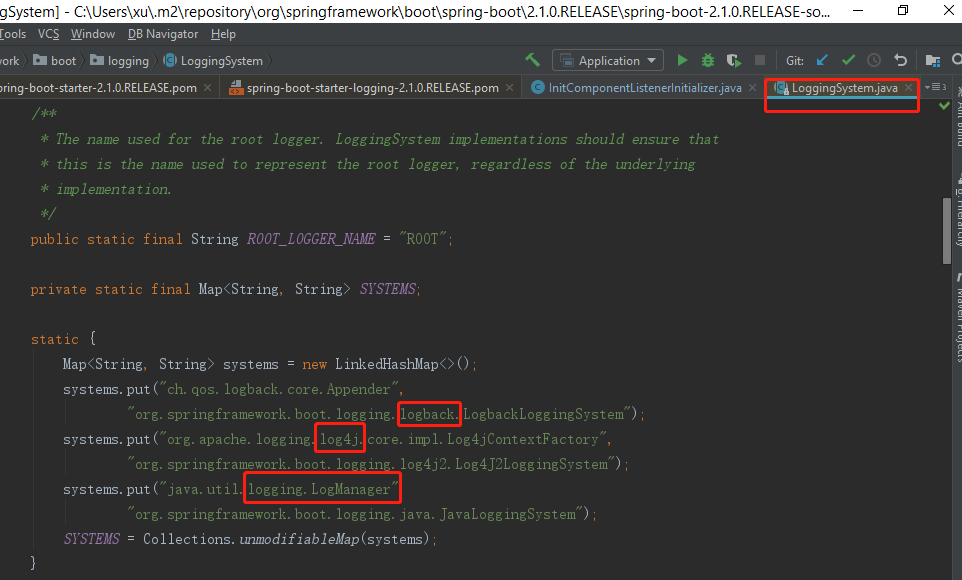 gSystem] - C:\Users\xu\.m2\repository\org\springframework\boot\spring-boot\2.1.0.RELEASE\spring-boot-2.1.0.RELEASE-so...
Tools VCS Window DB Navigator Help
work boot logging LoggingSystem Application Git:
spring-boot-starter-2.1.0.RELEASE.pom spring-boot-starter-logging-2.1.0.RELEASE.pom InitComponentListenerInitializer.java LoggingSystem.java 3
/**
* The name used for the root logger. LoggingSystem implementations should ensure that
* this is the name used to represent the root logger, regardless of the underlying
* implementation.
*/
public static final String ROOT_LOGGER_NAME = "ROOT";
private static final Map<String, String> SYSTEMS;
static {
Map<String, String> systems = new LinkedHashMap<>();
systems.put("ch.qos.logback.core.Appender",
"org.springframework.boot.logging.logback.LogbackLoggingSystem");
systems.put("org.apache.logging.log4j.core.impl.Log4jContextFactory",
"org.springframework.boot.logging.log4j2.Log4J2LoggingSystem");
systems.put("java.util.logging.LogManager"
"org.springframework.boot.logging.java.JavaLoggingSystem");
SYSTEMS = Collections.unmodifiableMap(systems);
}
Maven Projects